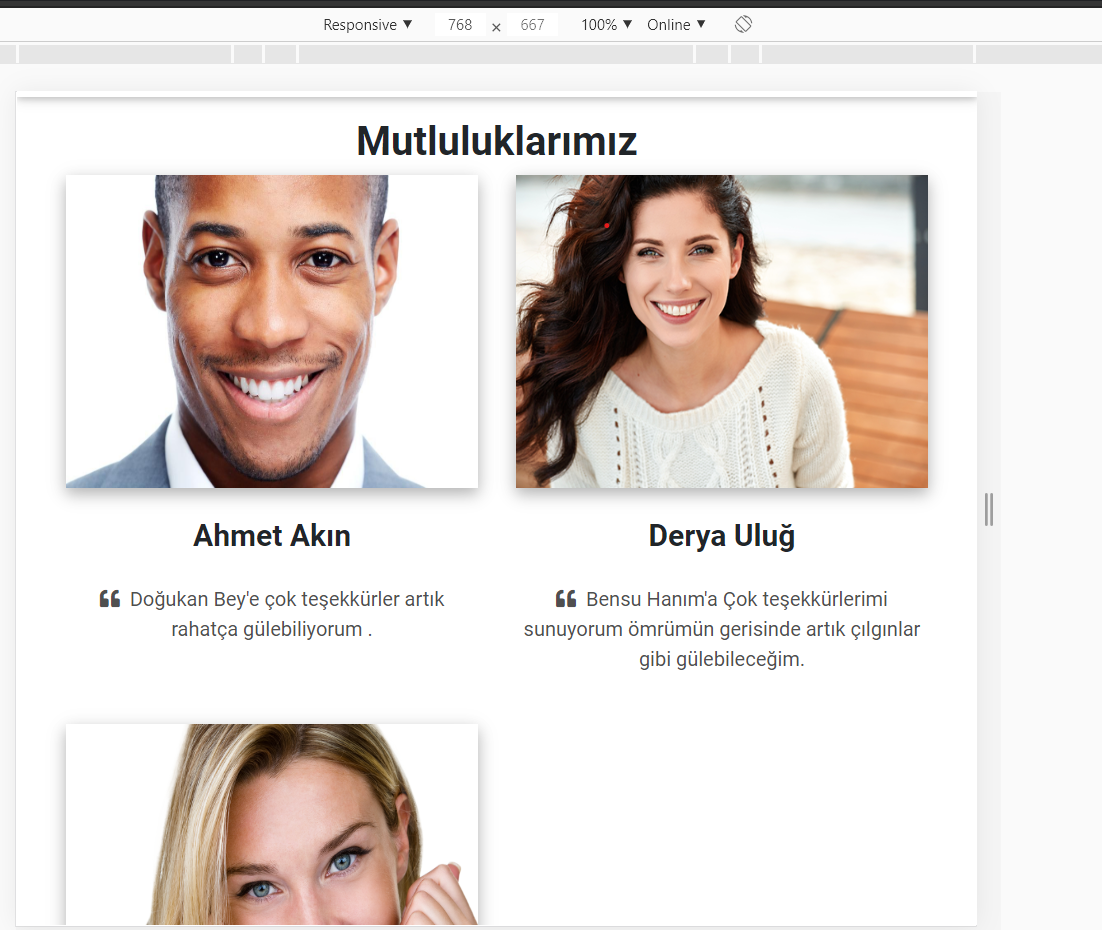 Responsive ▼ 768 × 667 100% ▼ Online ▼
Mutluluklarımız
Ahmet Akın
Derya Uluğ
❝ Doğukan Bey'e çok teşekkürler artık
rahatça gülebiliyorum .
❝ Bensu Hanım'a Çok teşekkürlerimi
sunuyorum ömrümün gerisinde artık çılgınlar
gibi gülebileceğim.